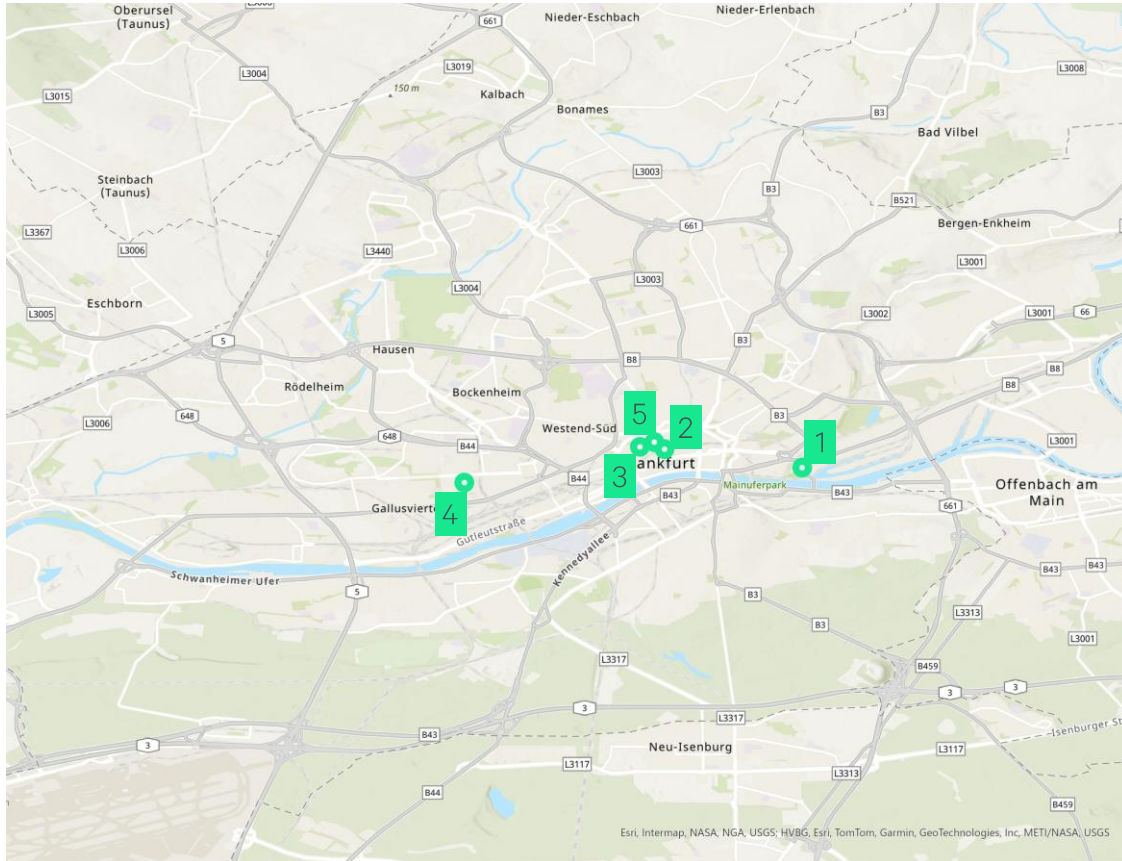 Oberursel
(Taunus)
L3006
661
Nieder-Eschbach
Nieder-Erlenbach
L3019
L3004
L3008
L3015
150 m
Kalbach
Bonames
B3
Bad Vilbel
Steinbach
(Taunus)
L3003
B3
B521
L3367
L3006
L3440
661
Bergen-Enkheim
L3001
L3004
L3003
Eschborn
L3005
L3002
L3001
66
5
Hausen
B3
B8
B8
Rödelheim
Bockenheim
B8
648
L3006
648
B44
Westend-Süd
5
2
B3
1
L3001
3
ankfurt
B44
Mainuferpark
B43
B43
Offenbach am
Main
4
Gallusvierte
Gutleutstraße
661
Kennedyallee
Schwanheimer Ufer
5
B43
B43
B3
L3313
B3
L3001
L3317
B459
3
3
3
L3317
B43
3
Neu-Isenburg
Isenburger St
L3117
L3117
L3313
B44
B459
Esri, Intermap, NASA, NGA, USGS; HVBG, Esri, TomTom, Garmin, GeoTechnologies, Inc, METI/NASA, USGS